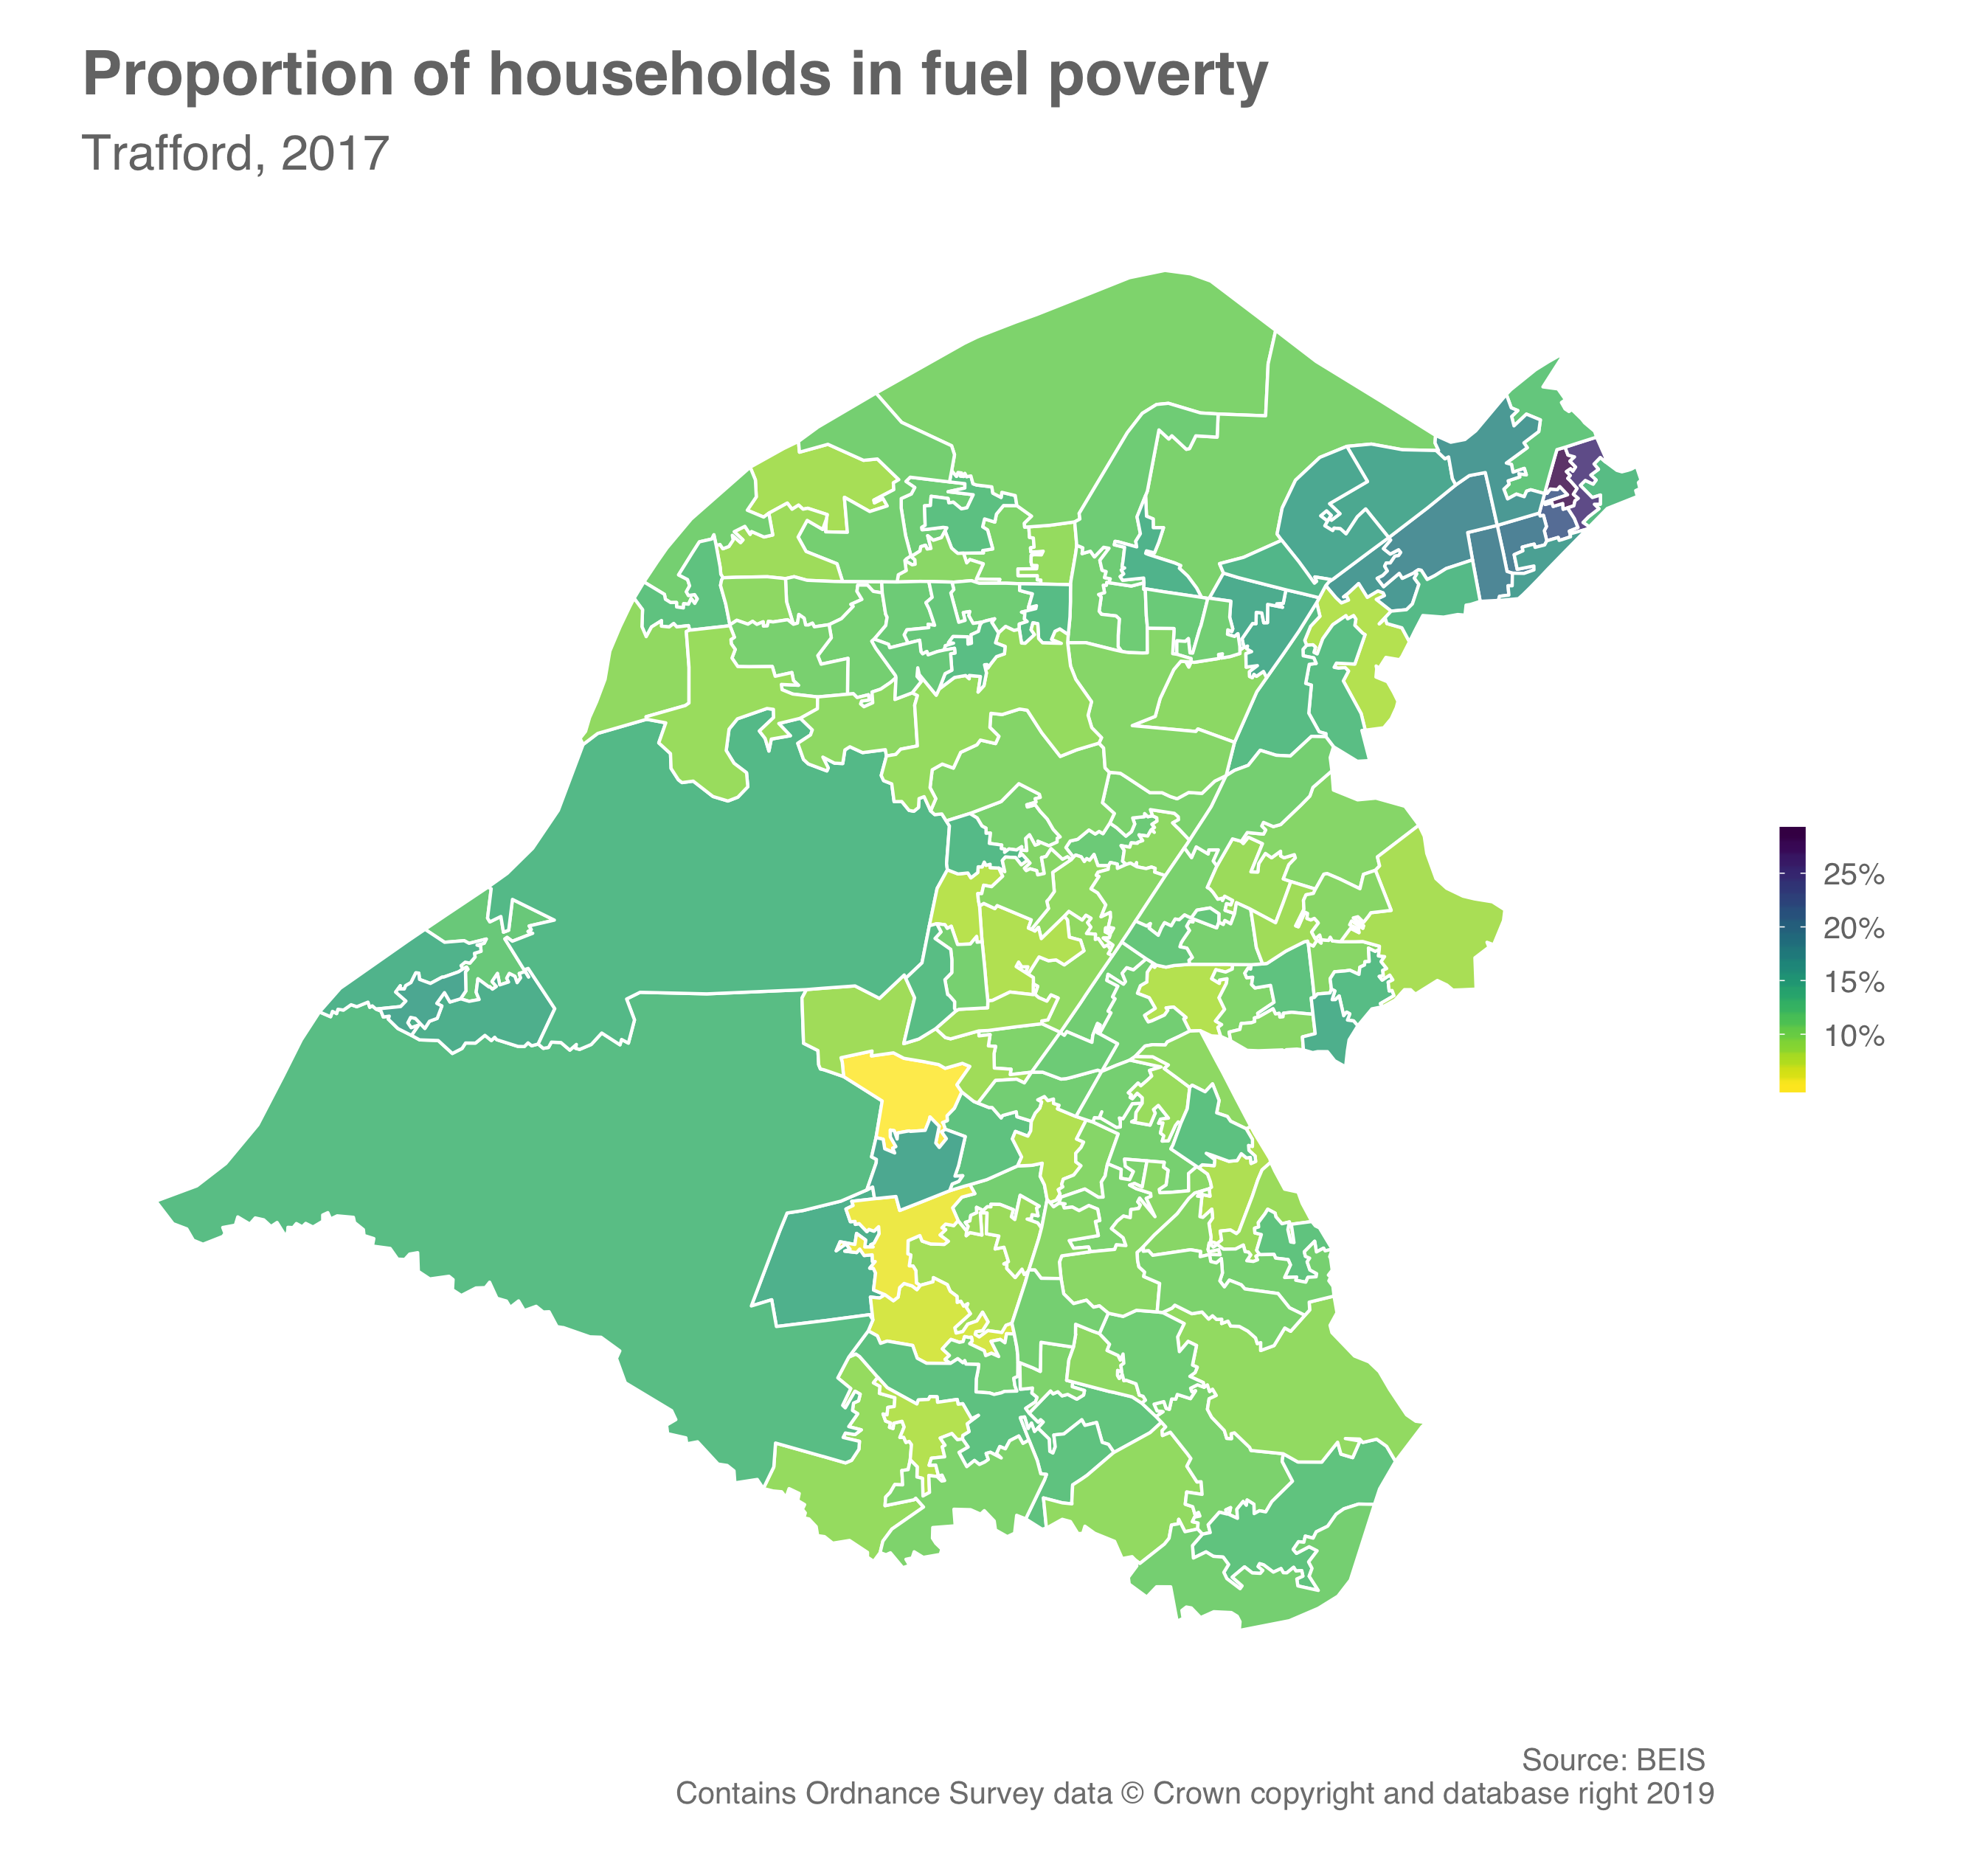 Proportion of households in fuel poverty
Trafford, 2017
25%
20%
15%
10%
Source: BEIS
Contains Ordnance Survey data © Crown copyright and database right 2019